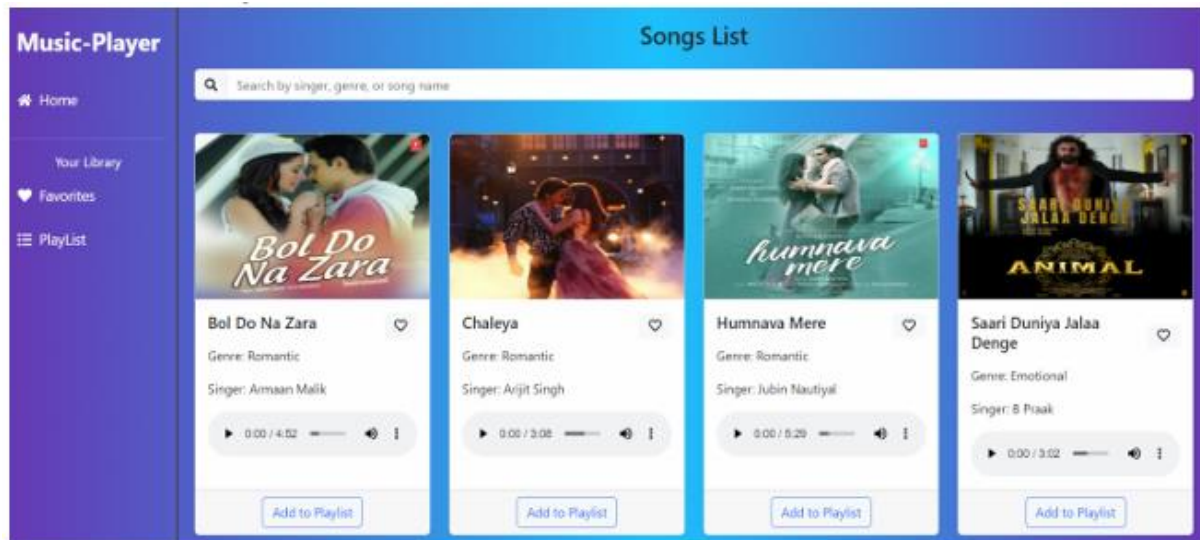 Music-Player
Home
Your Library
Favorites
PlayList
Songs List
Search by singer, genre, or song name
Bol Do
Na Zara
Bol Do Na Zara
Genre: Romantic
Singer: Armaan Malik
0:00 / 4:52
Add to Playlist
Chaleya
Genre: Romantic
Singer: Arijit Singh
0:00 / 3:08
Add to Playlist
humnava
mere
Humnava Mere
Genre: Romantic
Singer: Jubin Nautiyal
0:00 / 5:29
Add to Playlist
SAARI DUNIYA
JALAA DENGE
ANIMAL
Saari Duniya Jalaa
Denge
Genre: Emotional
Singer: B Praak
0:00 / 3:02
Add to Playlist